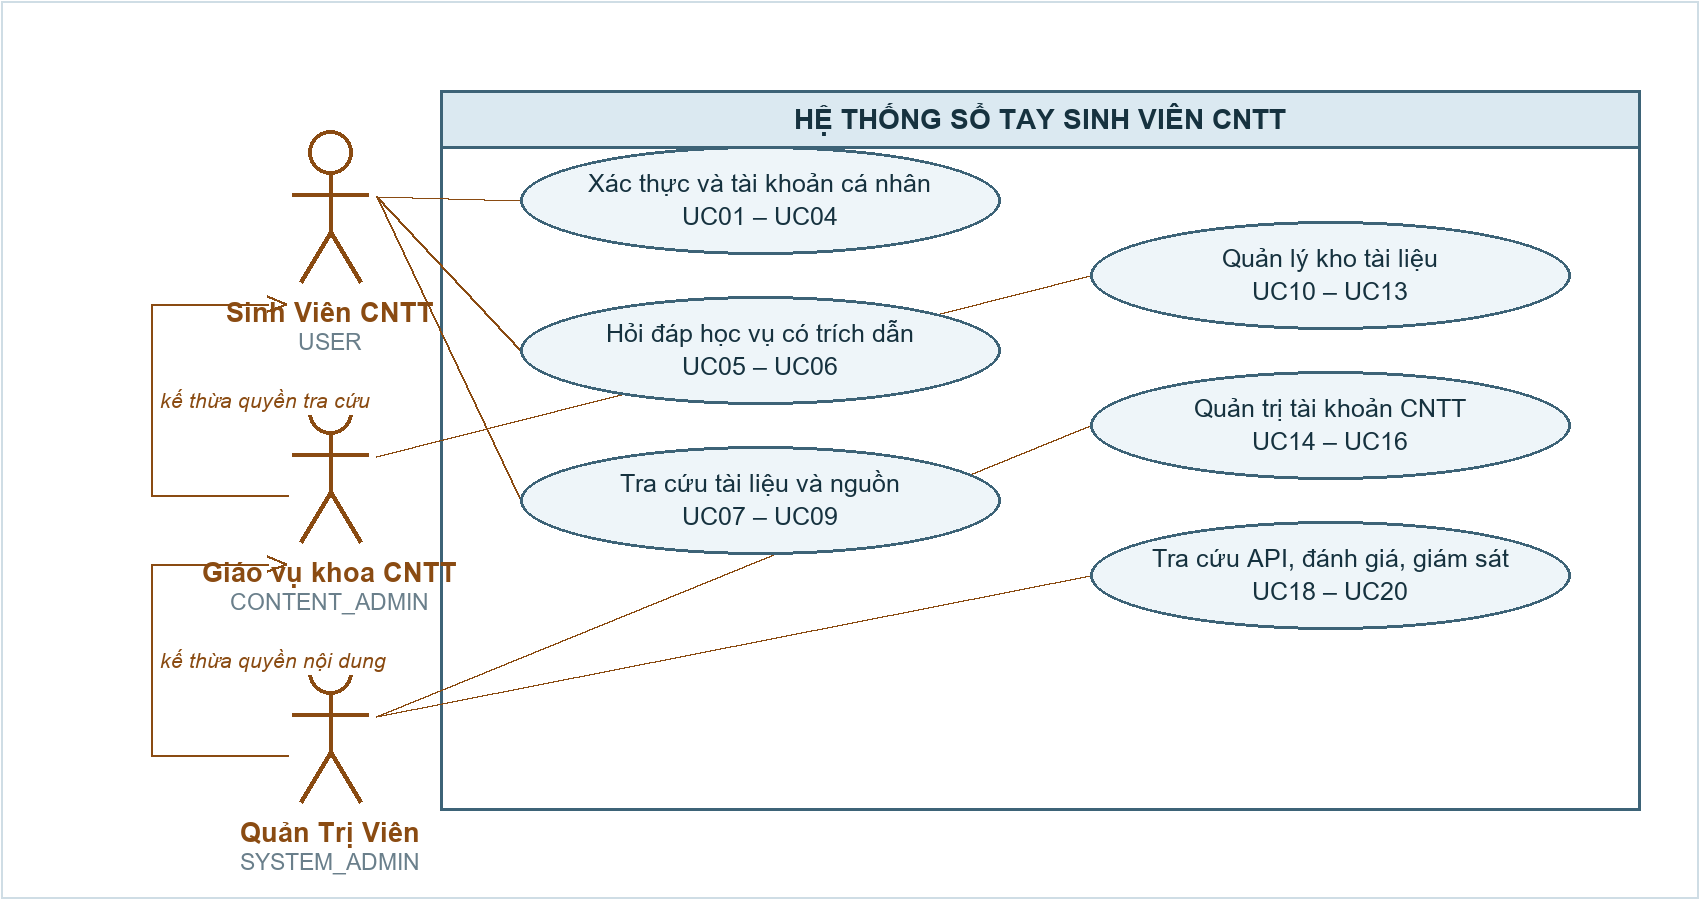 HỆ THỐNG SỔ TAY SINH VIÊN CNTT
Xác thực và tài khoản cá nhân
UC01 – UC04
Quản lý kho tài liệu
UC10 – UC13
Sinh Viên CNTT
USER
Hỏi đáp học vụ có trích dẫn
UC05 – UC06
kế thừa quyền tra cứu
Quản trị tài khoản CNTT
UC14 – UC16
Tra cứu tài liệu và nguồn
UC07 – UC09
Giáo vụ khoa CNTT
CONTENT_ADMIN
Tra cứu API, đánh giá, giám sát
UC18 – UC20
kế thừa quyền nội dung
Quản Trị Viên
SYSTEM_ADMIN